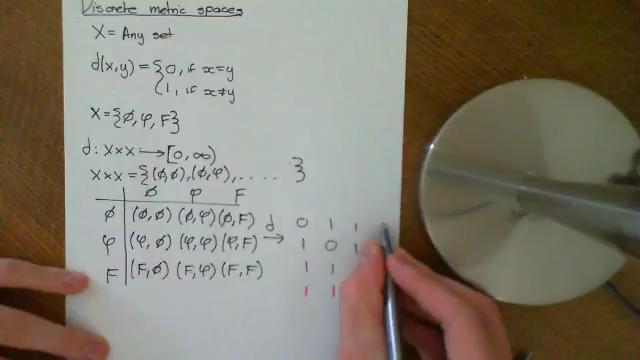 Discrete metric spaces
X = Any set
d(x,y) = { 0, if x=y
1, if x≠y
X = {ϕ, φ, F}
d: X×X → [0, ∞)
X×X = {(ϕ,ϕ), (ϕ,φ), .... }
ϕ φ F
ϕ (ϕ,ϕ) (ϕ,φ) (ϕ,F) d 0 1 1
φ (φ,ϕ) (φ,φ) (φ,F) → 1 0 1
F (F,ϕ) (F,φ) (F,F) 1 1
1 1